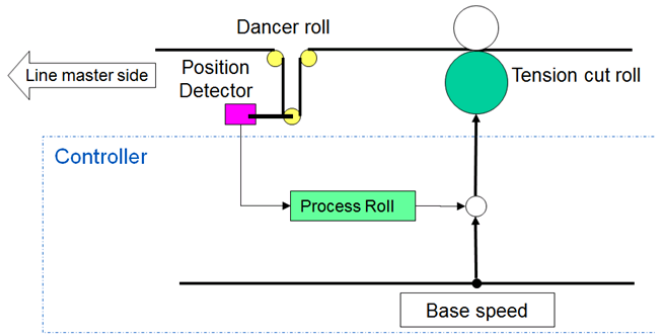 Dancer roll
Line master side
Position
Detector
Tension cut roll
Controller
Process Roll
Base speed